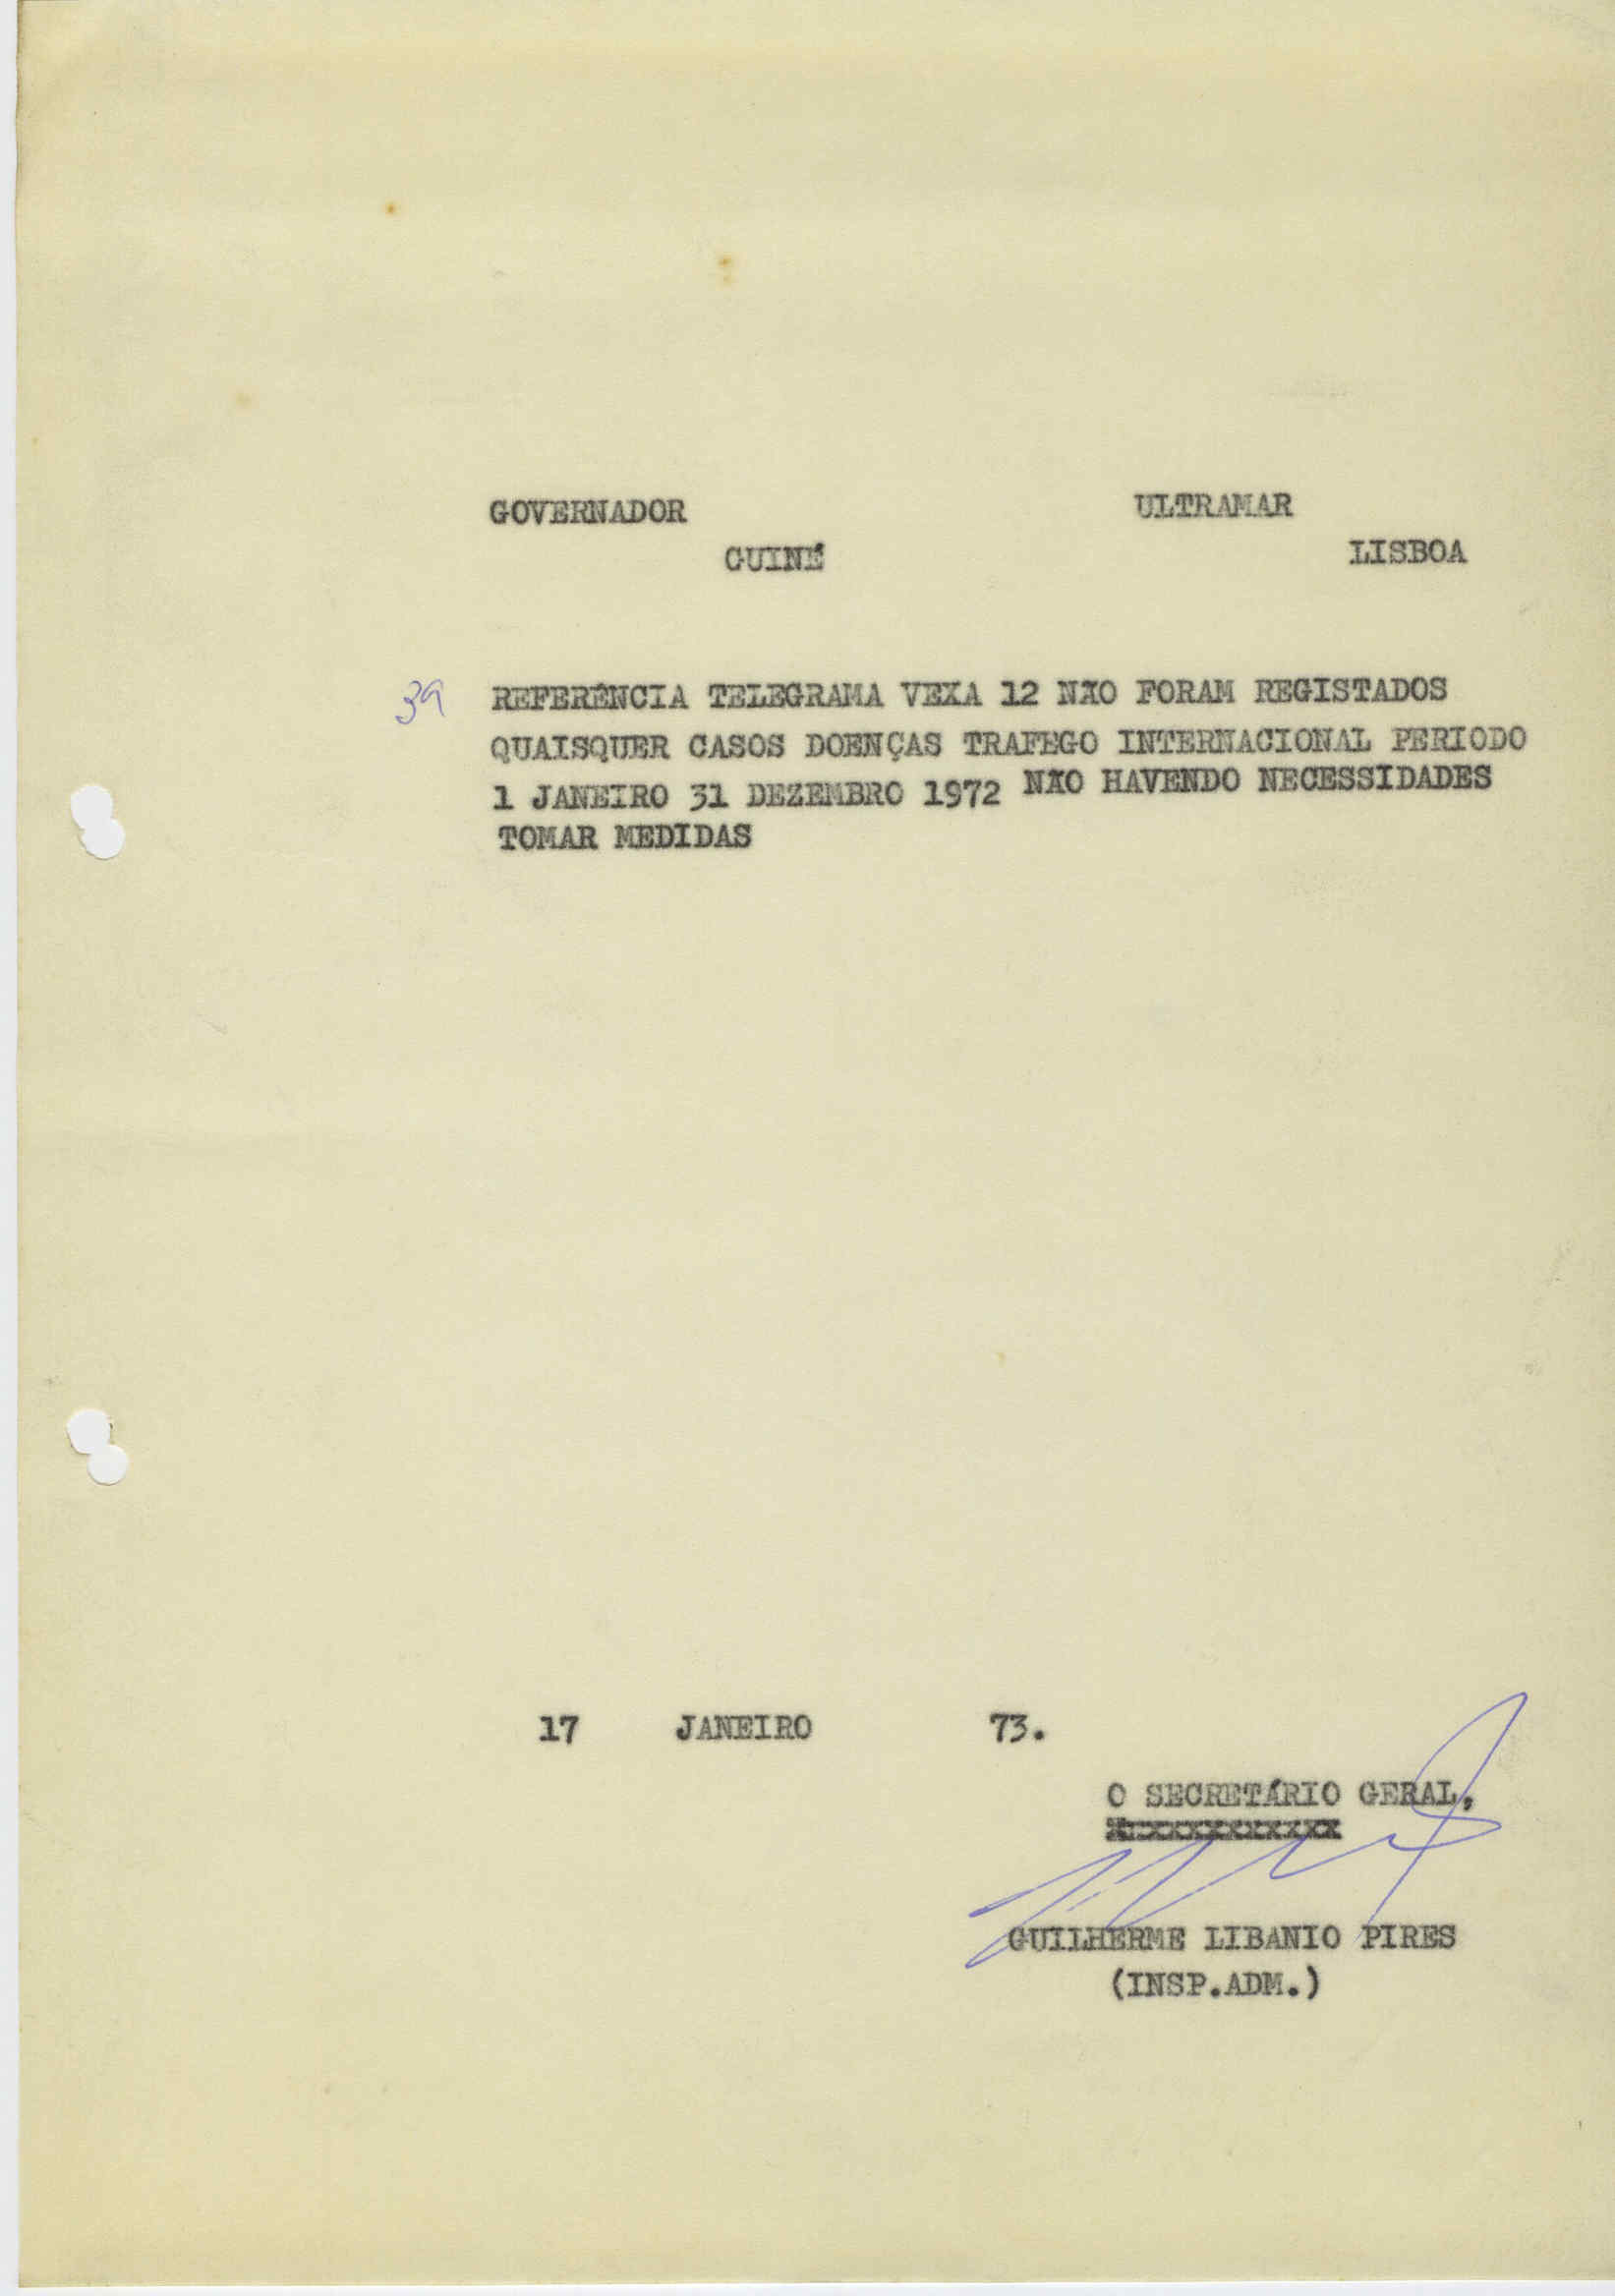 GOVERNADOR ULTRAMAR
GUINÉ LISBOA
39 REFERÊNCIA TELEGRAMA VEXA 12 NÃO FORAM REGISTADOS
QUAISQUER CASOS DOENÇAS TRAFEGO INTERNACIONAL PERIODO
1 JANEIRO 31 DEZEMBRO 1972 NÃO HAVENDO NECESSIDADES
TOMAR MEDIDAS
17 JANEIRO 73.
O SECRETÁRIO GERAL,
GUILHERME LIBANIO PIRES
(INSP.ADM.)